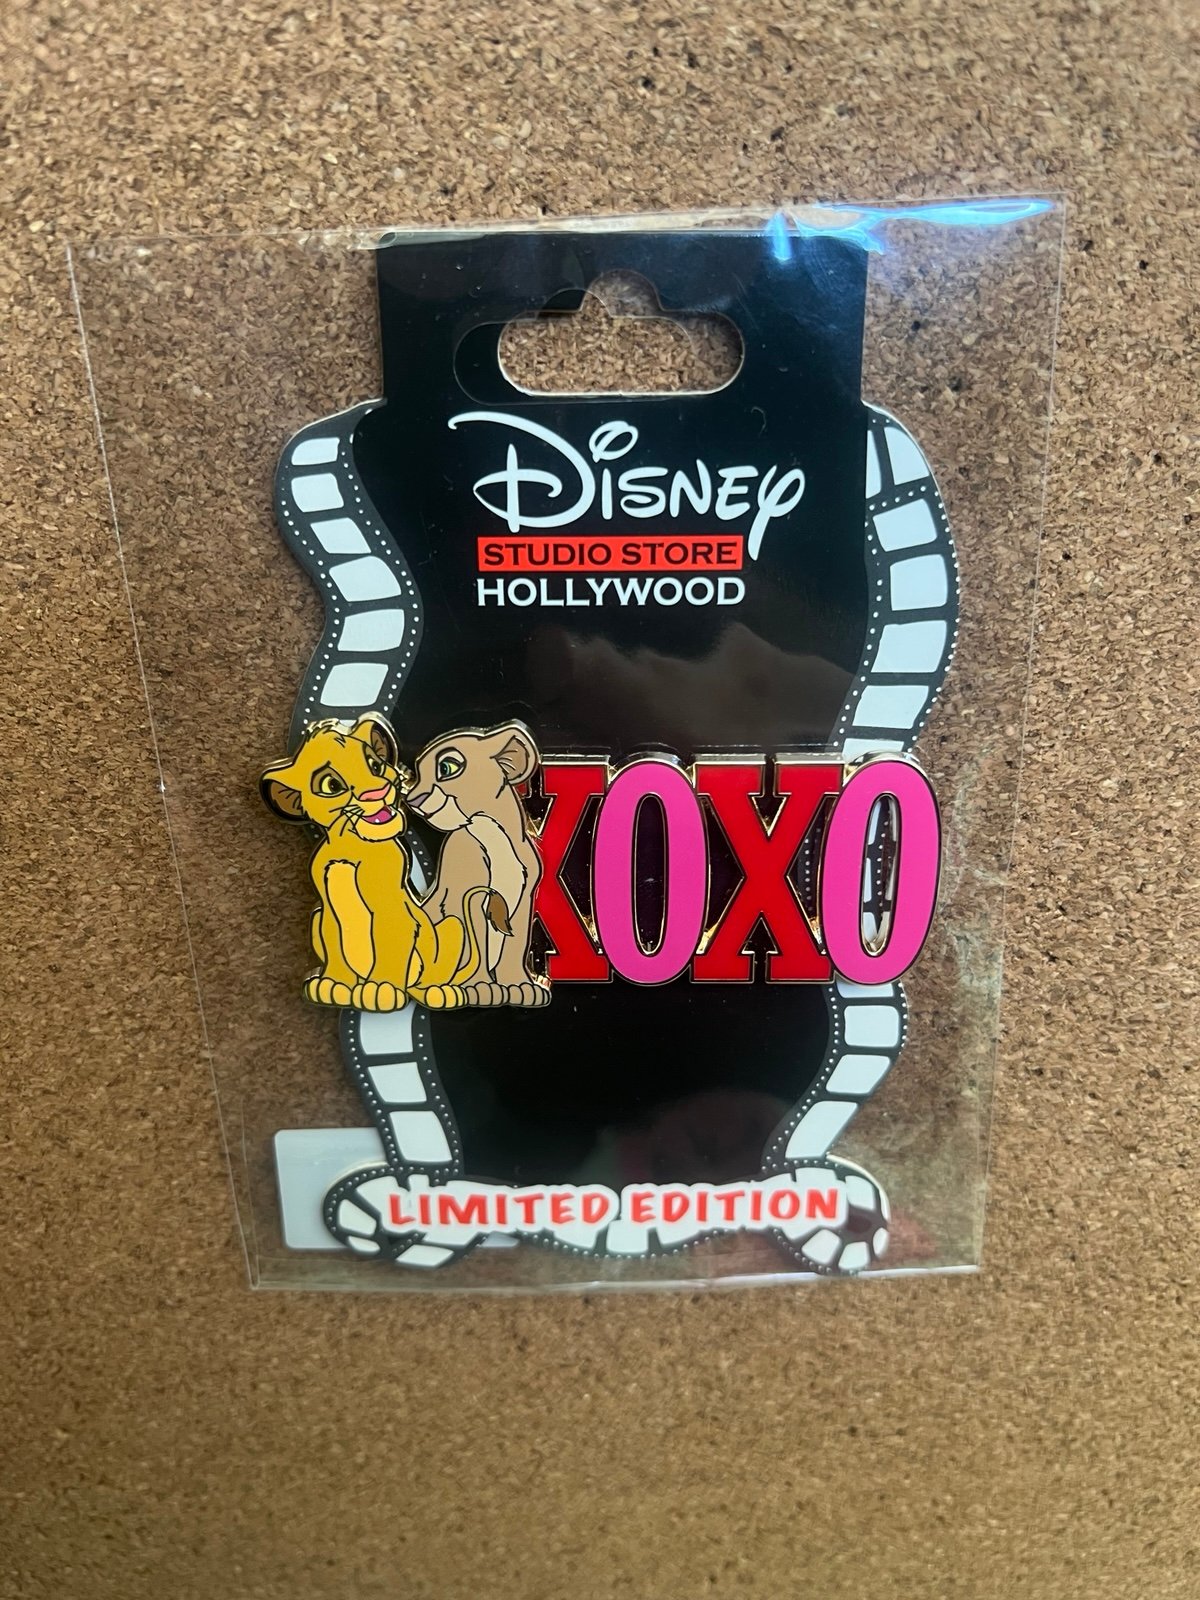 Disney
STUDIO STORE
HOLLYWOOD
XOXO
LIMITED EDITION